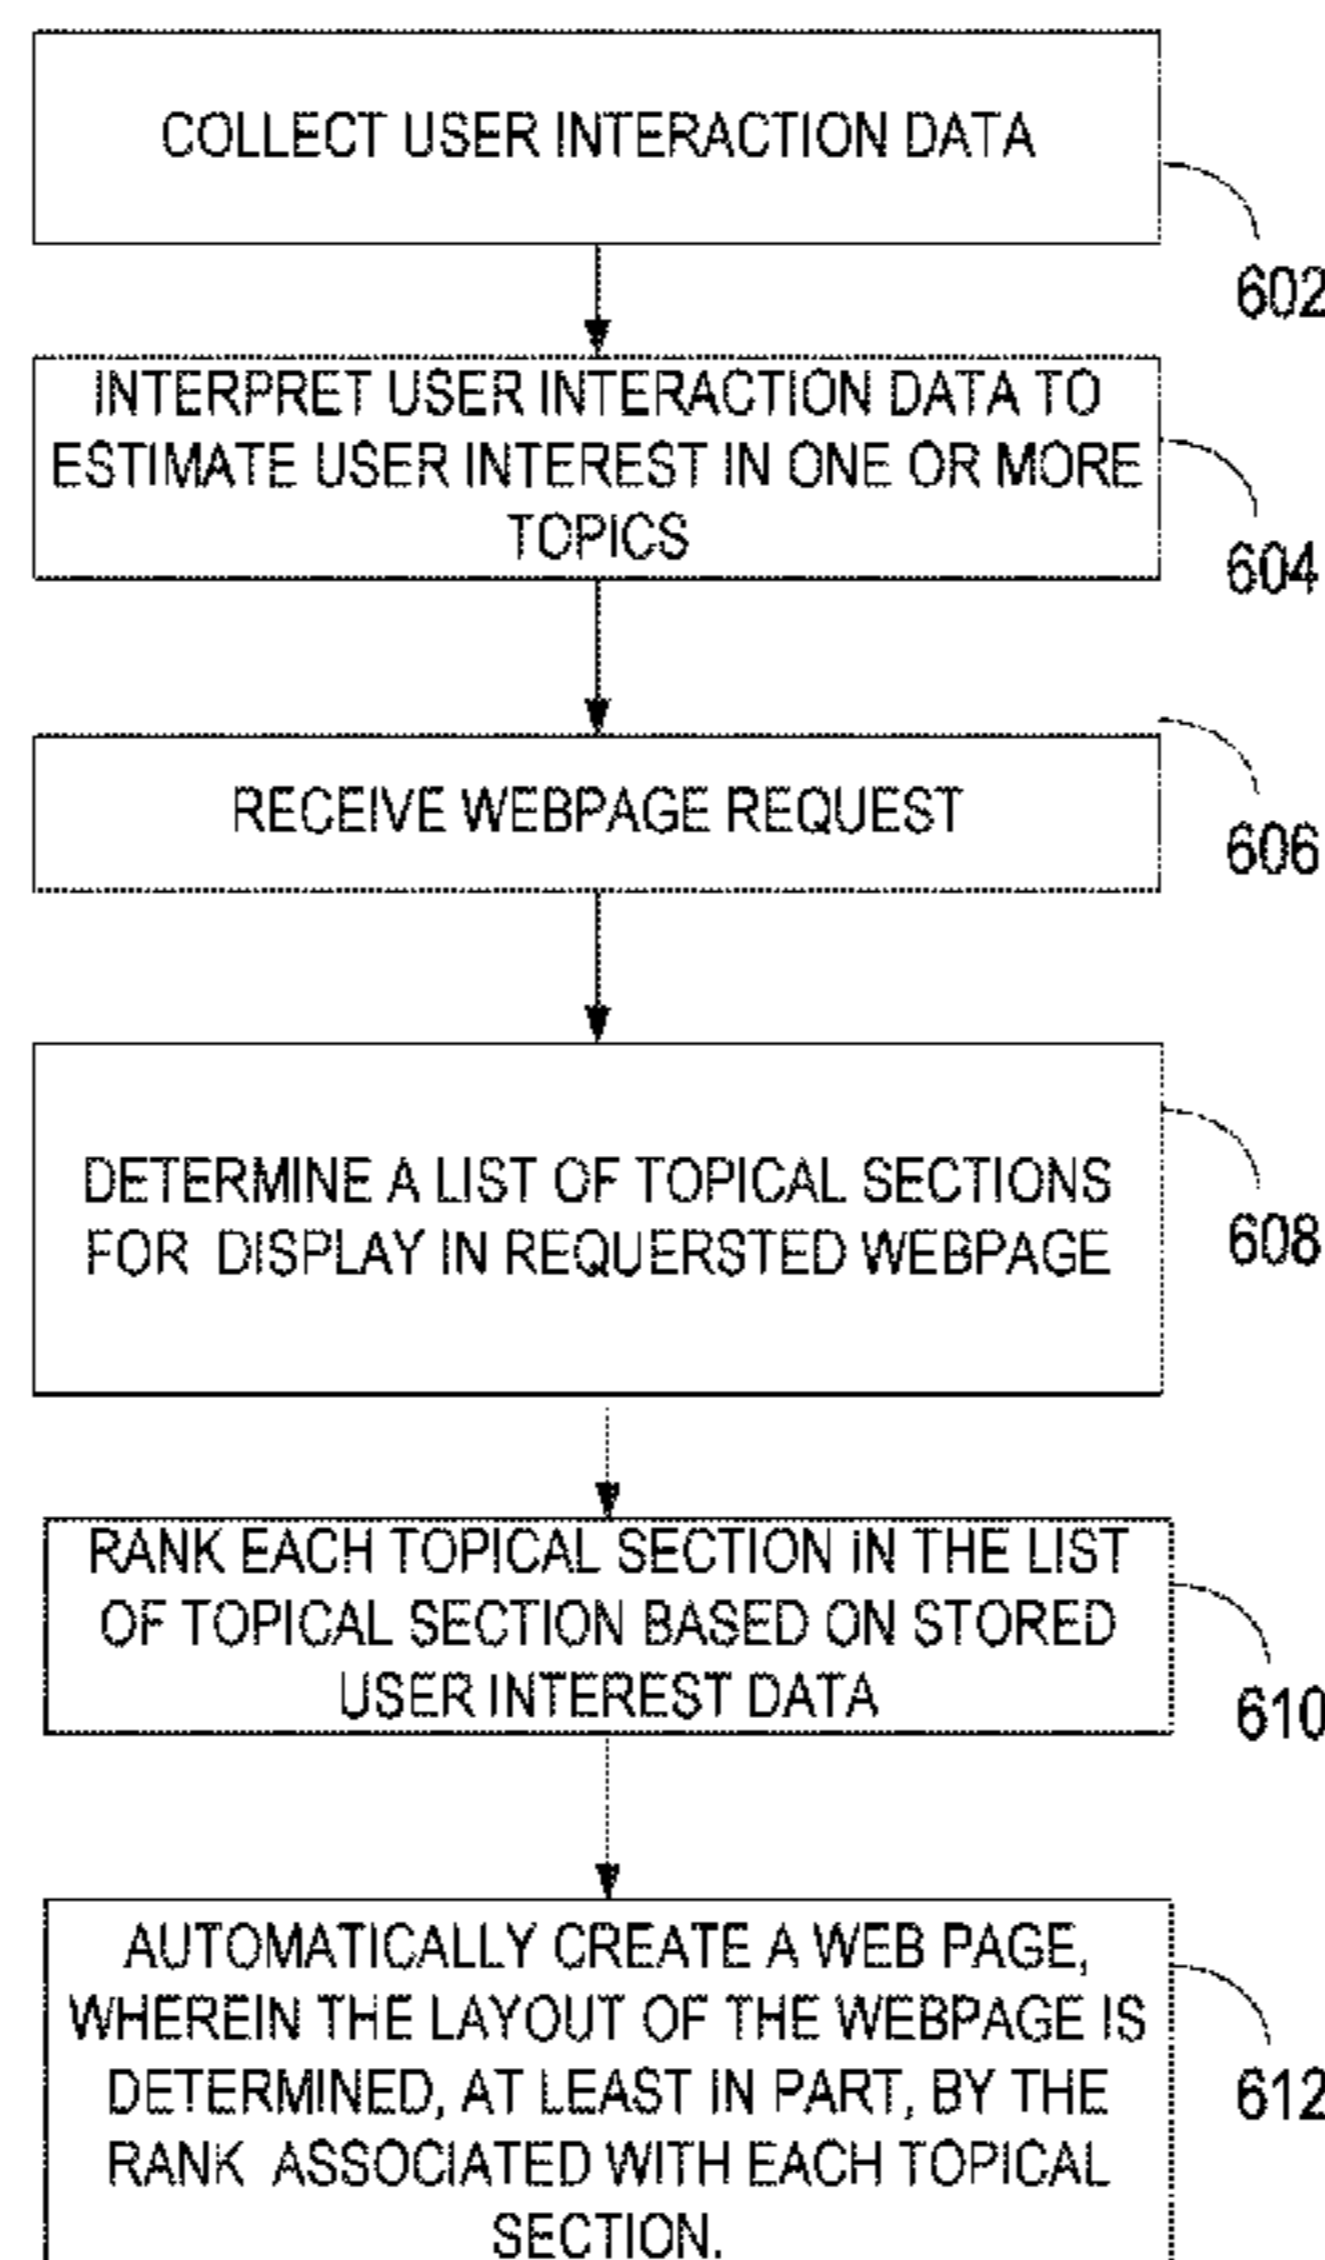 COLLECT USER INTERACTION DATA
602
INTERPRET USER INTERACTION DATA TO
ESTIMATE USER INTEREST IN ONE OR MORE
TOPICS
604
RECEIVE WEBPAGE REQUEST
606
DETERMINE A LIST OF TOPICAL SECTIONS
FOR DISPLAY IN REQUERSTED WEBPAGE
608
RANK EACH TOPICAL SECTION IN THE LIST
OF TOPICAL SECTION BASED ON STORED
USER INTEREST DATA
610
AUTOMATICALLY CREATE A WEB PAGE,
WHEREIN THE LAYOUT OF THE WEBPAGE IS
DETERMINED, AT LEAST IN PART, BY THE
RANK ASSOCIATED WITH EACH TOPICAL
SECTION.
612